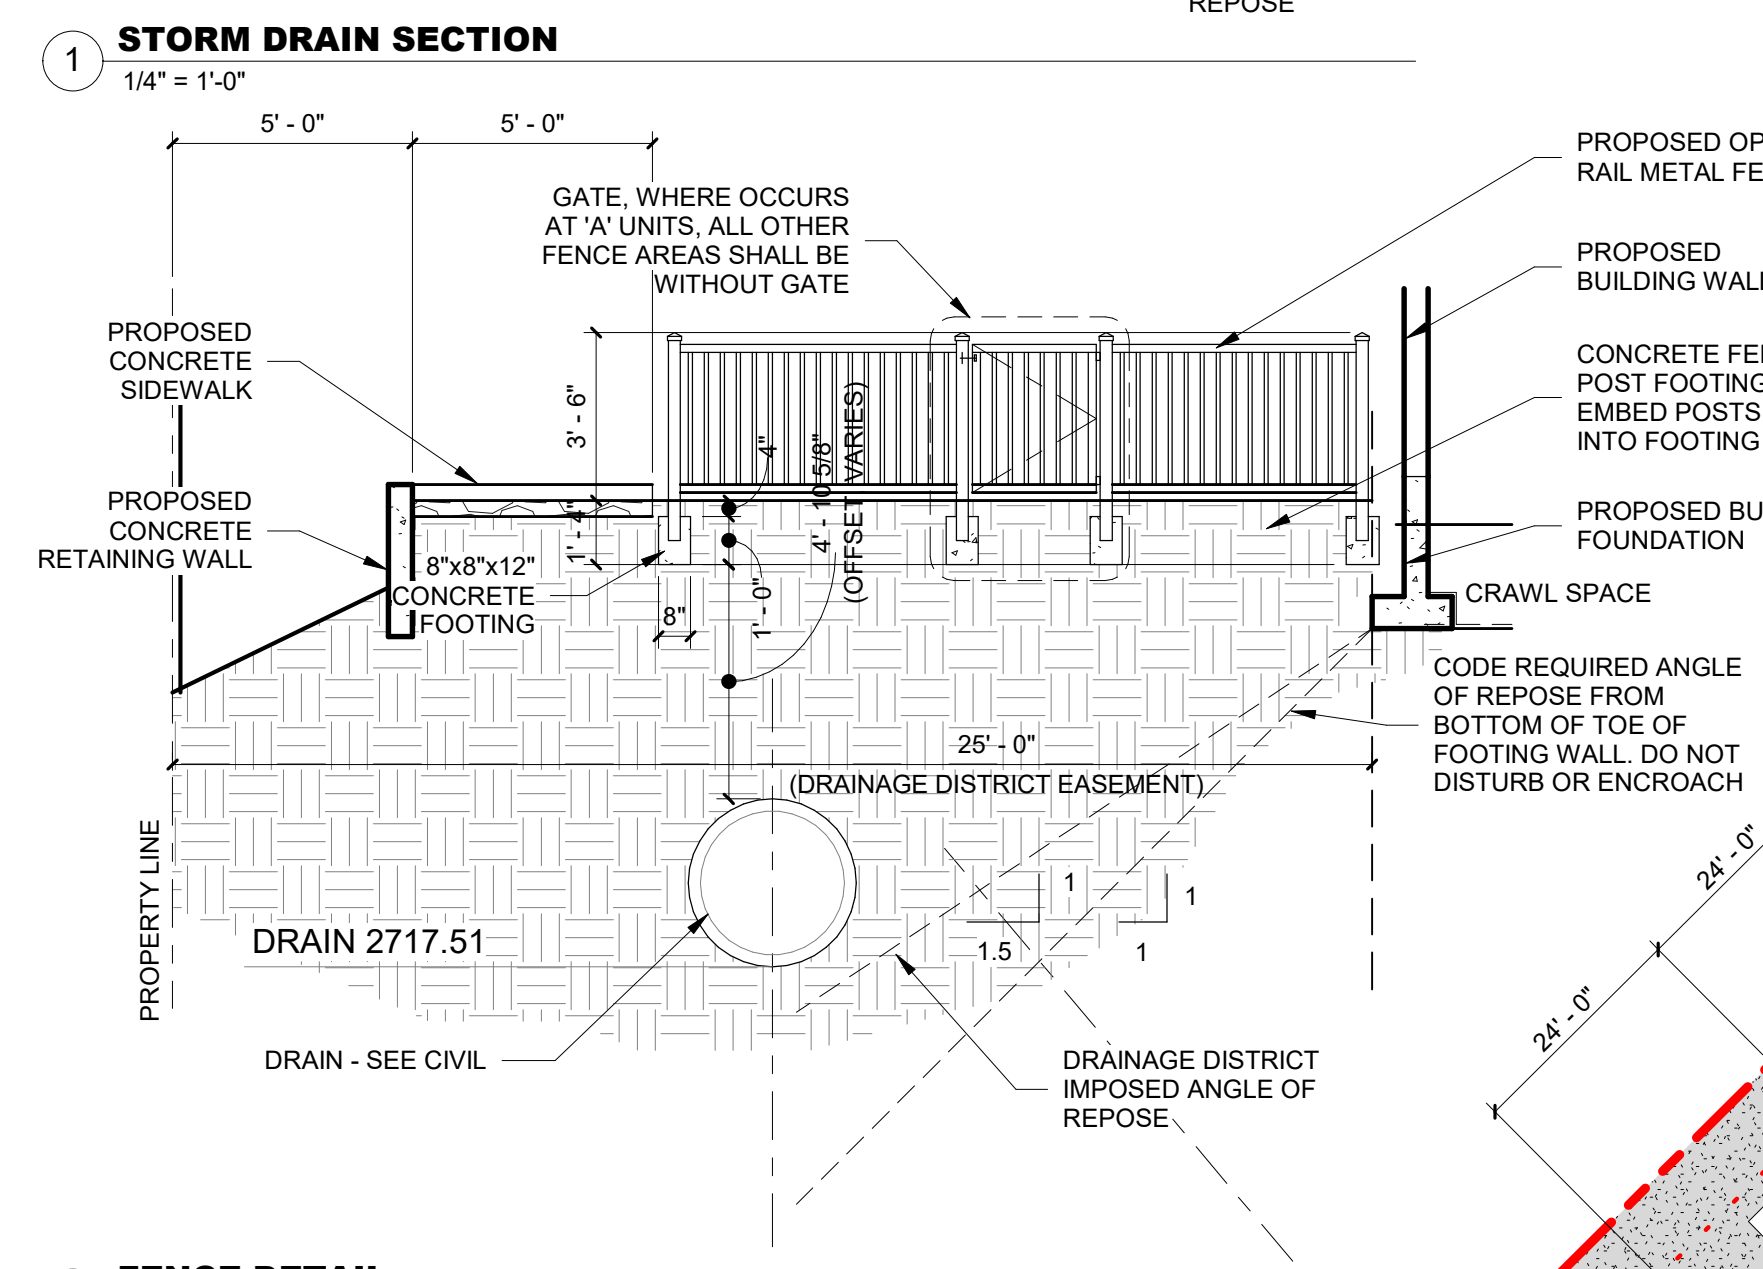 REPOSE
1
STORM DRAIN SECTION
1/4" = 1'-0"
5' - 0"
5' - 0"
GATE, WHERE OCCURS
AT 'A' UNITS, ALL OTHER
FENCE AREAS SHALL BE
WITHOUT GATE
PROPOSED OP
RAIL METAL FE
PROPOSED
BUILDING WALL
CONCRETE FE
POST FOOTING
EMBED POSTS
INTO FOOTING
PROPOSED BU
FOUNDATION
CRAWL SPACE
PROPOSED
CONCRETE
SIDEWALK
PROPOSED
CONCRETE
RETAINING WALL
8"x8"x12"
CONCRETE
FOOTING
3' - 6"
1' - 4"
8"
4"
1' - 0"
4' - 10 5/8"
(OFFSET VARIES)
CODE REQUIRED ANGLE
OF REPOSE FROM
BOTTOM OF TOE OF
FOOTING WALL. DO NOT
DISTURB OR ENCROACH
25' - 0"
(DRAINAGE DISTRICT EASEMENT)
PROPERTY LINE
DRAIN 2717.51
1
1.5
1
1
DRAIN - SEE CIVIL
DRAINAGE DISTRICT
IMPOSED ANGLE OF
REPOSE
24' - 0"
24' - 0"
FENCE DETAIL